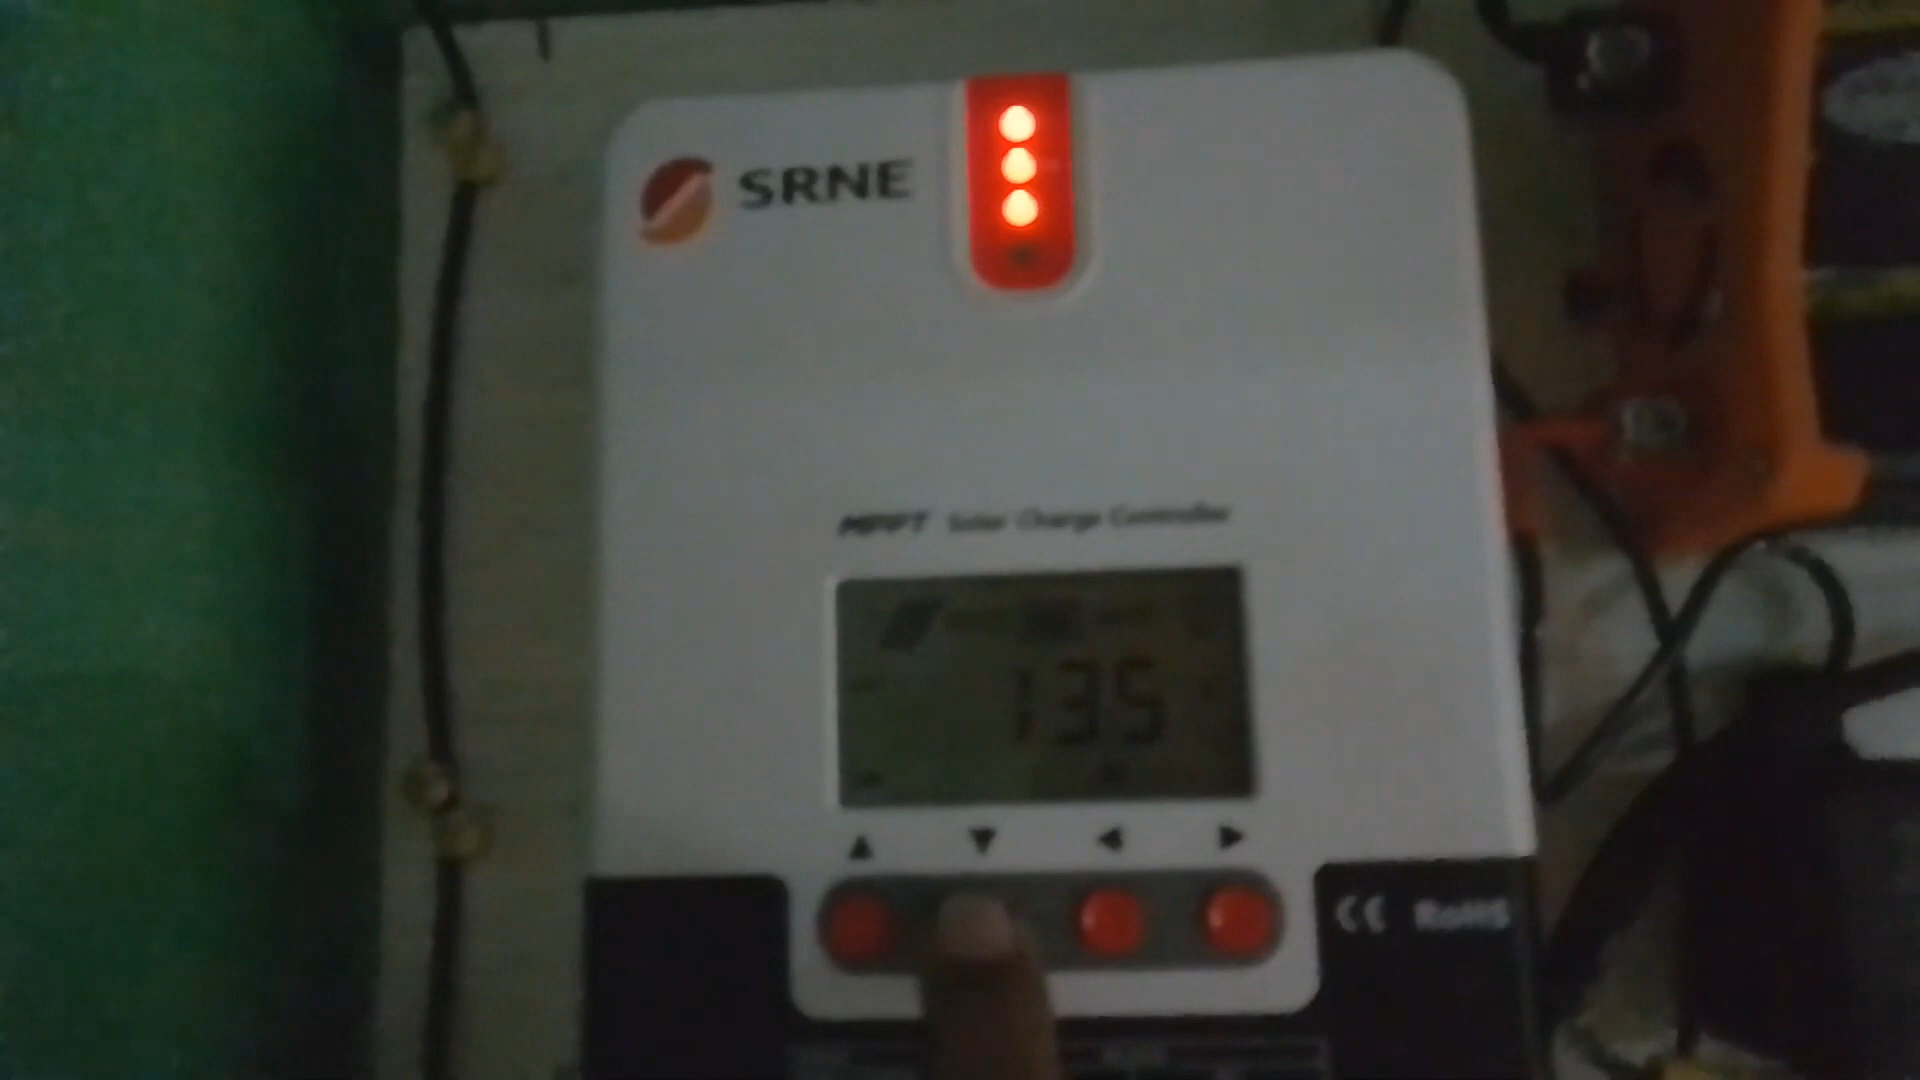 SRNE
MPPT Solar Charge Controller
135
▲ ▼ ◀ ▶
CE RoHS